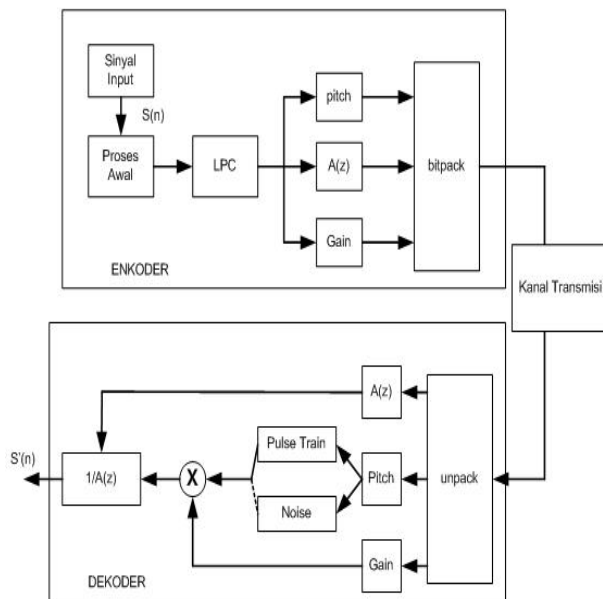 Sinyal
Input
S(n)
Proses
Awal
LPC
pitch
A(z)
Gain
bitpack
ENKODER
Kanal Transmisi
A(z)
Pulse Train
Pitch
unpack
S'(n)
1/A(z)
X
Noise
Gain
DEKODER